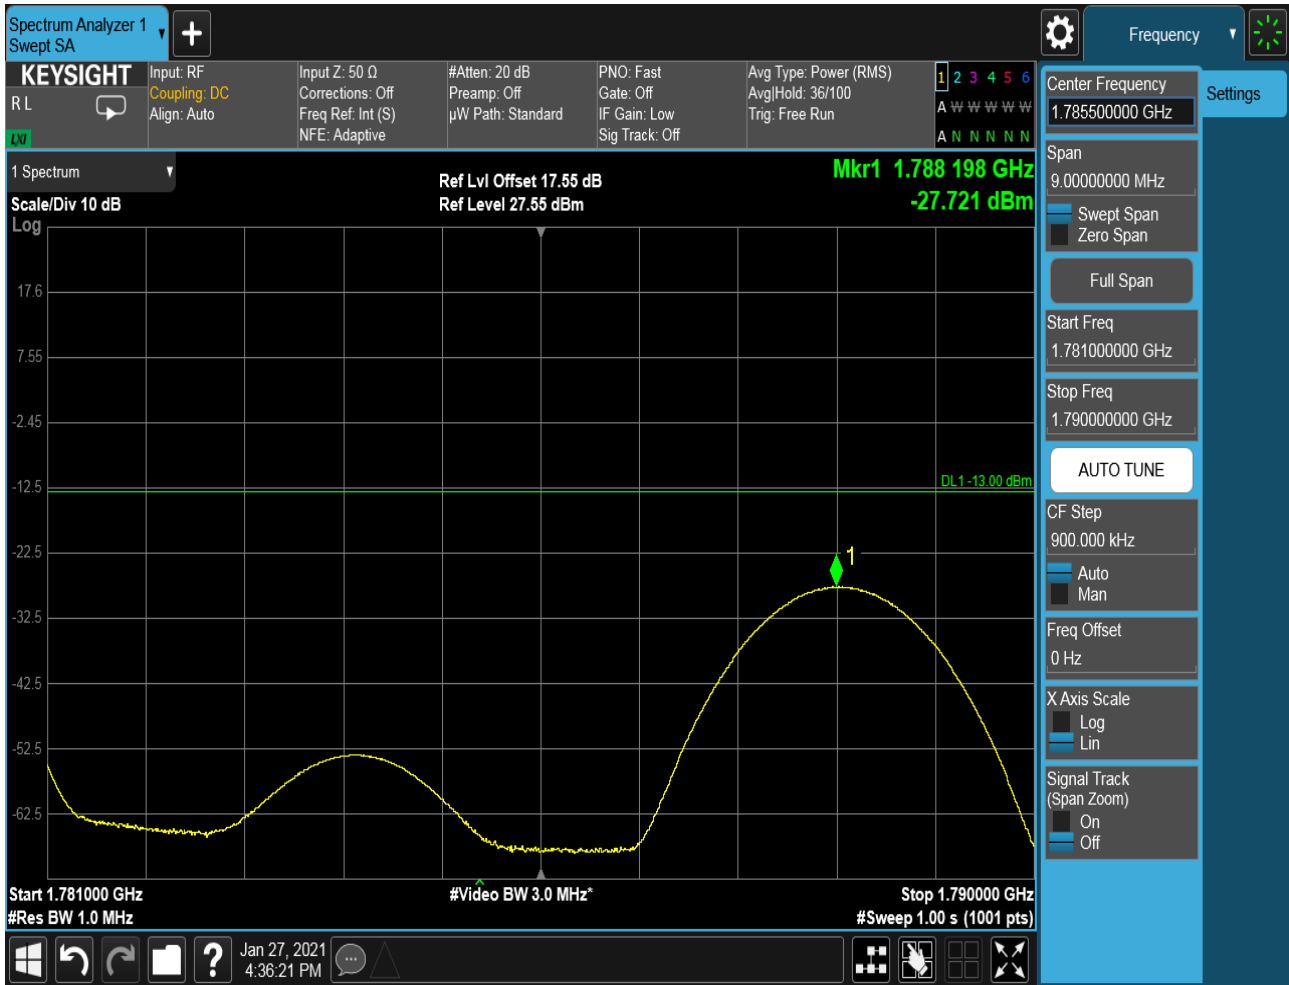 Spectrum Analyzer 1
Swept SA
Frequency
KEYSIGHT
R L
LXI
Input: RF
Coupling: DC
Align: Auto
Input Z: 50 Ω
Corrections: Off
Freq Ref: Int (S)
NFE: Adaptive
#Atten: 20 dB
Preamp: Off
µW Path: Standard
PNO: Fast
Gate: Off
IF Gain: Low
Sig Track: Off
Avg Type: Power (RMS)
Avg|Hold: 36/100
Trig: Free Run
1 2 3 4 5 6
A W W W W W
A N N N N N
1 Spectrum
Scale/Div 10 dB
Log
Ref Lvl Offset 17.55 dB
Ref Level 27.55 dBm
Mkr1 1.788 198 GHz
-27.721 dBm
17.6
7.55
-2.45
-12.5
-22.5
-32.5
-42.5
-52.5
-62.5
DL1 -13.00 dBm
1
Start 1.781000 GHz
#Res BW 1.0 MHz
#Video BW 3.0 MHz*
Stop 1.790000 GHz
#Sweep 1.00 s (1001 pts)
Center Frequency
1.785500000 GHz
Settings
Span
9.00000000 MHz
Swept Span
Zero Span
Full Span
Start Freq
1.781000000 GHz
Stop Freq
1.790000000 GHz
AUTO TUNE
CF Step
900.000 kHz
Auto
Man
Freq Offset
0 Hz
X Axis Scale
Log
Lin
Signal Track
(Span Zoom)
On
Off
?
Jan 27, 2021
4:36:21 PM